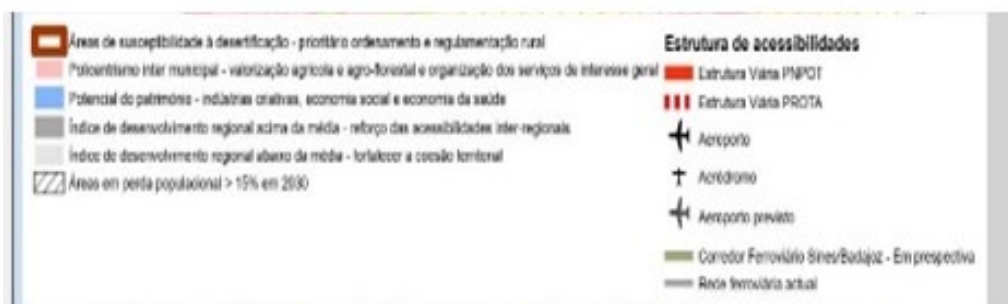 Áreas de susceptibilidade à desertificação - prioritário ordenamento e regulamentação rural
Policentrismo inter municipal - valorização agrícola e agro-florestal e organização dos serviços de interesse geral
Potencial do património - indústrias criativas, economia social e economia da saúde
Índice de desenvolvimento regional acima da média - reforço das acessibilidades inter-regionais
Índice de desenvolvimento regional abaixo da média - fortalecer a coesão territorial
Áreas em perda populacional > 15% em 2030
Estrutura de acessibilidades
Estrutura Viária PNPOT
Estrutura Viária PROTA
Aeroporto
Aeródromo
Aeroporto previsto
Corredor Ferroviário Sines/Badajoz - Em prespectiva
Rede ferroviária actual